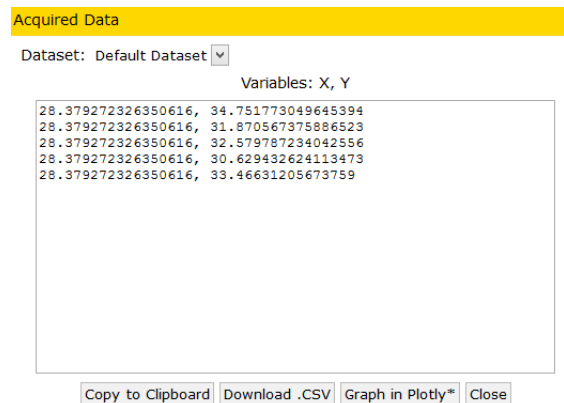 Acquired Data
Dataset: Default Dataset
Variables: X, Y
28.379272326350616, 34.751773049645394
28.379272326350616, 31.870567375886523
28.379272326350616, 32.579787234042556
28.379272326350616, 30.629432624113473
28.379272326350616, 33.46631205673759
Copy to Clipboard Download .CSV Graph in Plotly* Close